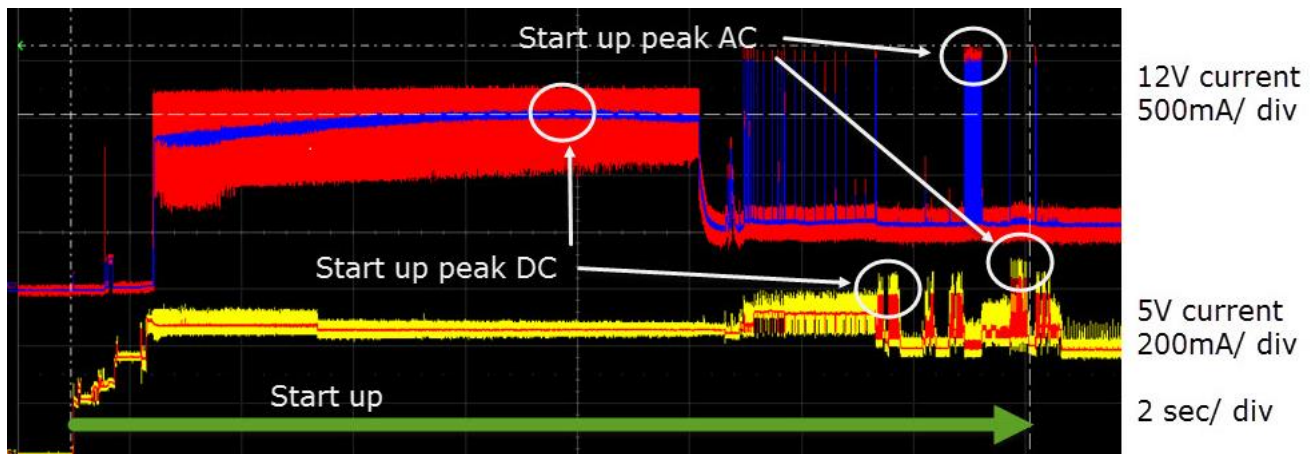 Start up peak AC
12V current
500mA/ div
Start up peak DC
5V current
200mA/ div
Start up
2 sec/ div